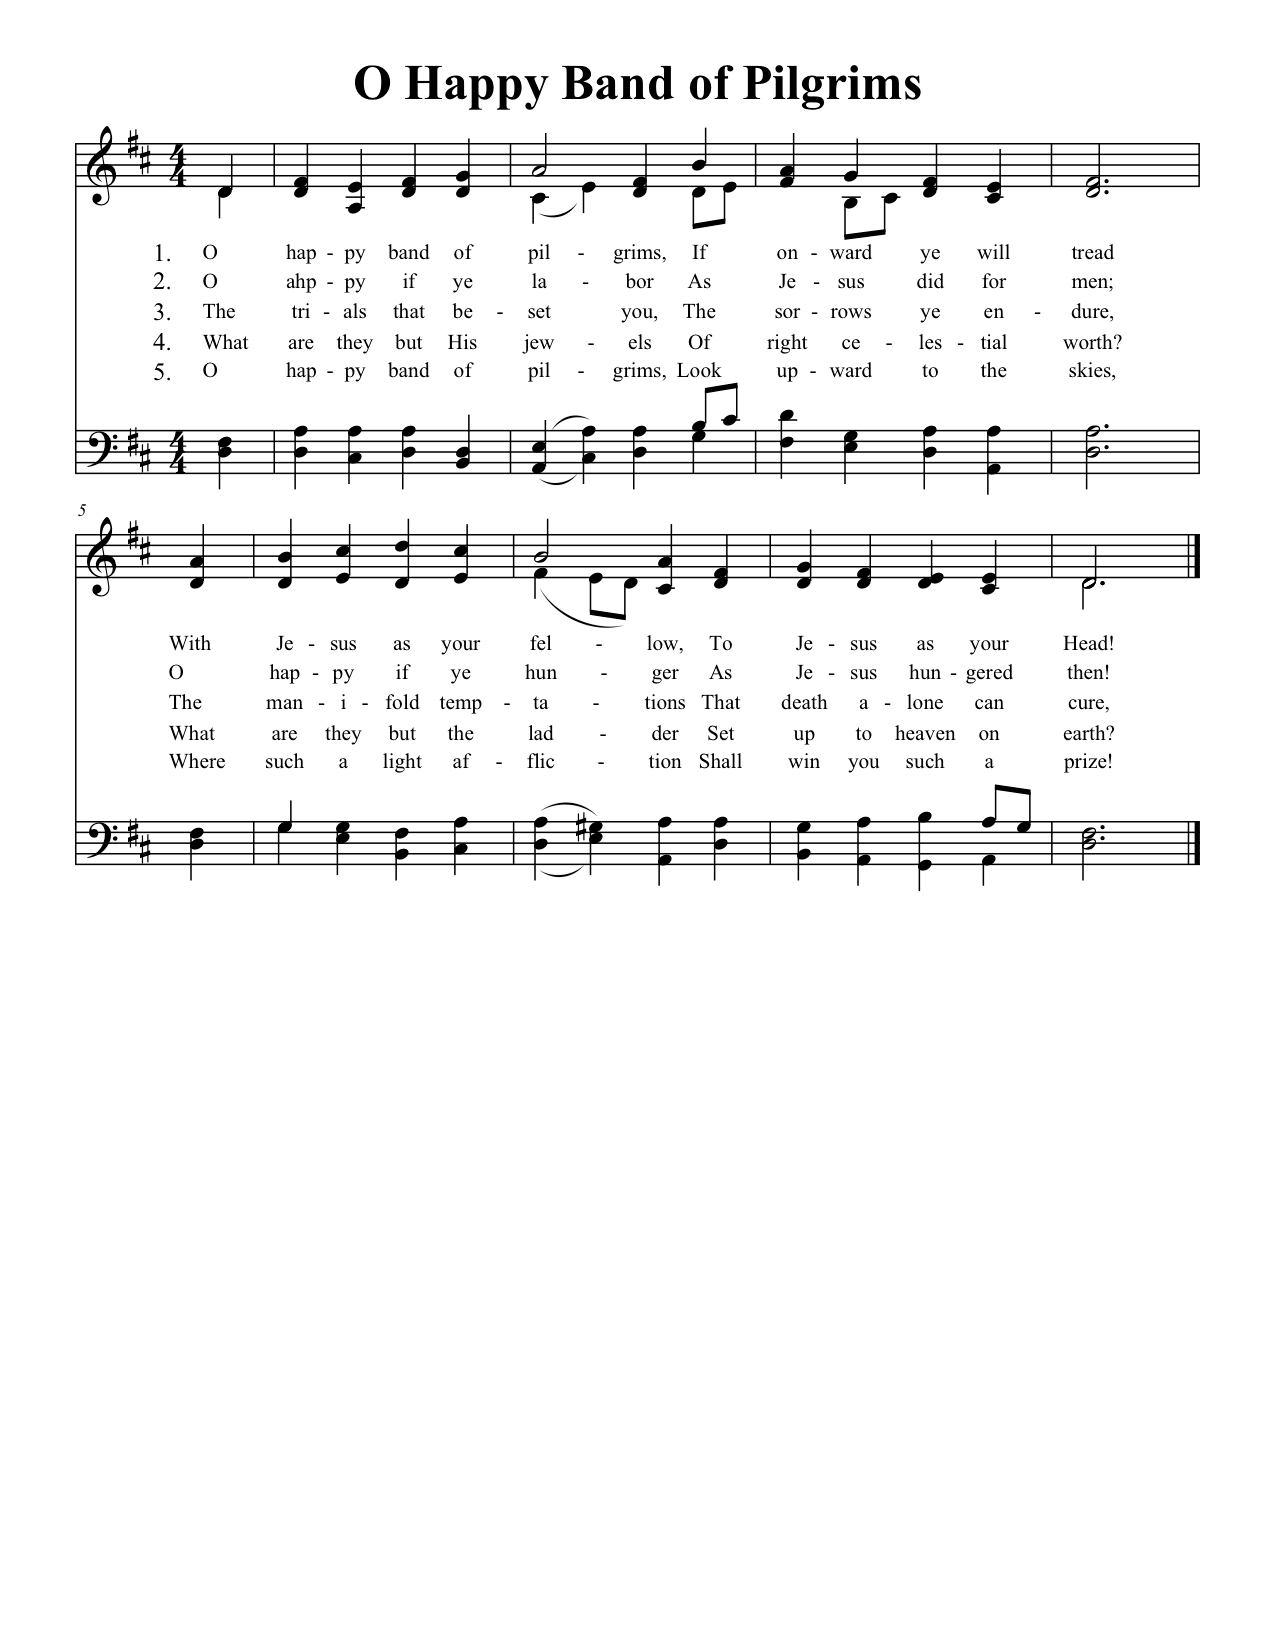 O Happy Band of Pilgrims
4 4
1. O hap - py band of pil - grims, If on - ward ye will tread
2. O ahp - py if ye la - bor As Je - sus did for men;
3. The tri - als that be - set you, The sor - rows ye en - dure,
4. What are they but His jew - els Of right ce - les - tial worth?
5. O hap - py band of pil - grims, Look up - ward to the skies,
4 4
5
With Je - sus as your fel - low, To Je - sus as your Head!
O hap - py if ye hun - ger As Je - sus hun - gered then!
The man - i - fold temp - ta - tions That death a - lone can cure,
What are they but the lad - der Set up to heaven on earth?
Where such a light af - flic - tion Shall win you such a prize!